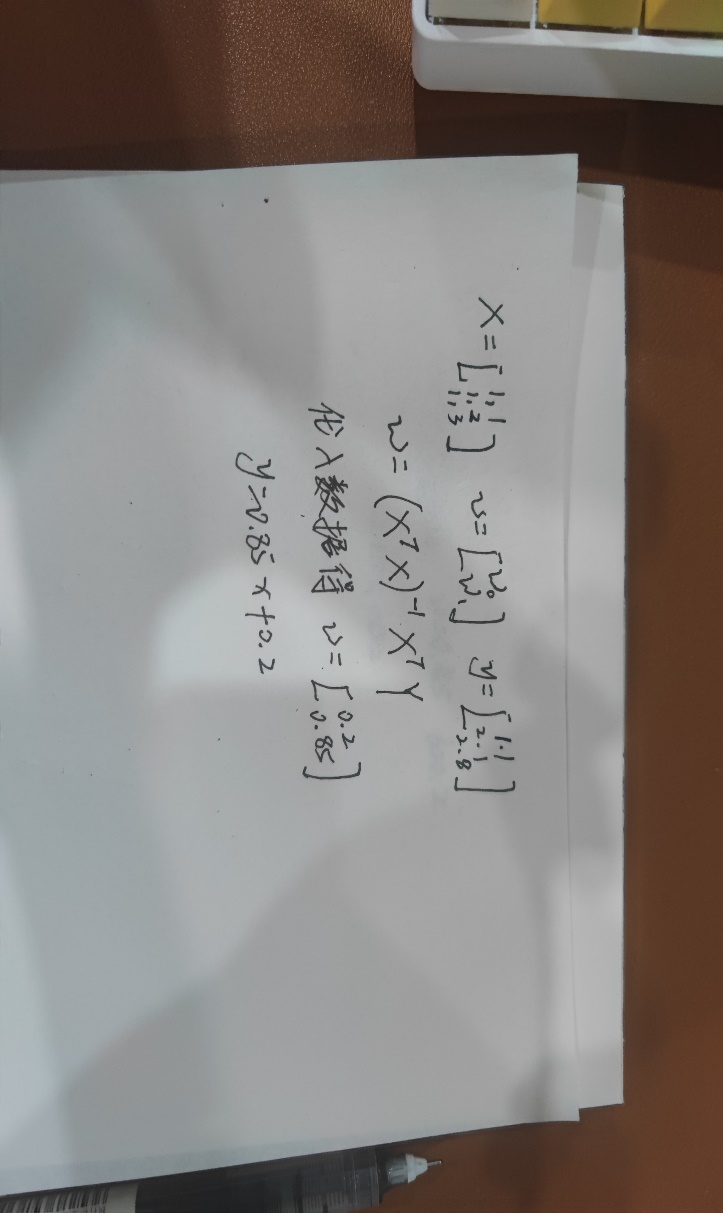 X = [1,1 1,2 1,3] w = [w₀ w₁] y = [1.1 2.1 2.8]
w = (XᵀX)⁻¹XᵀY
代入数据得 w = [0.2 0.85]
y=0.85x+0.2